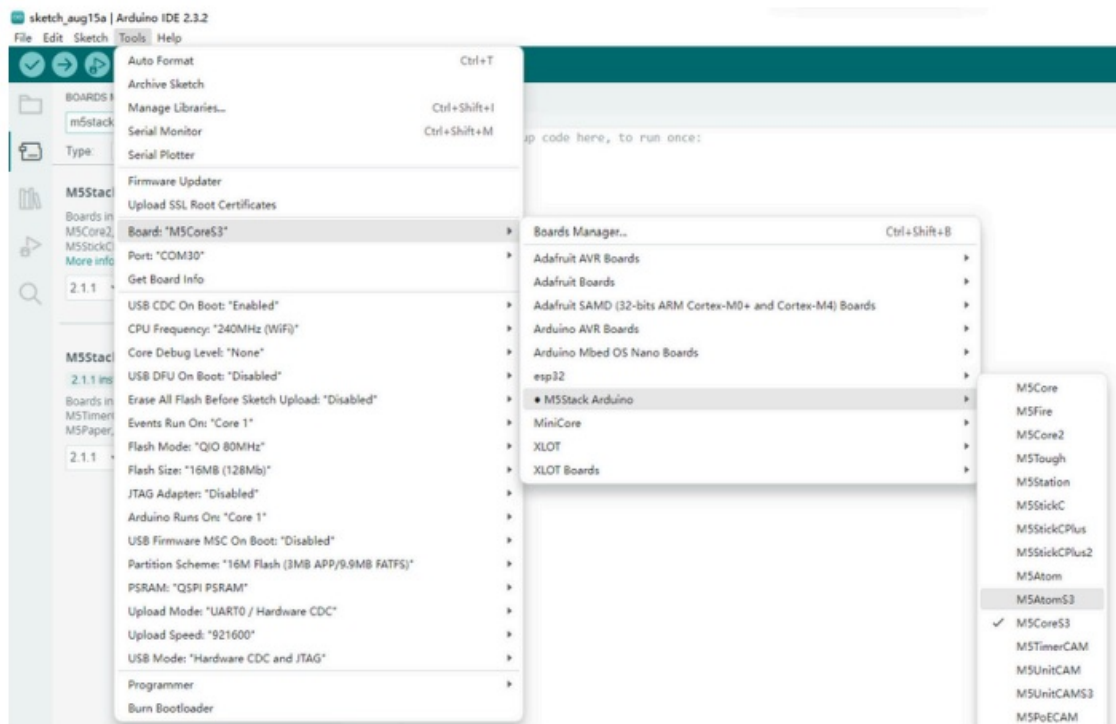 sketch_aug15a | Arduino IDE 2.3.2
File Edit Sketch Tools Help
BOARDS M
m5stack
Type:
M5Stac
Boards in
M5Core2,
M5StickC
More info
2.1.1
M5Stac
2.1.1 ins
Boards in
M5Timer
M5Paper,
2.1.1
up code here, to run once:
Auto Format Ctrl+T
Archive Sketch
Manage Libraries... Ctrl+Shift+I
Serial Monitor Ctrl+Shift+M
Serial Plotter
Firmware Updater
Upload SSL Root Certificates
Board: "M5CoreS3"
Port: "COM30"
Get Board Info
USB CDC On Boot: "Enabled"
CPU Frequency: "240MHz (WiFi)"
Core Debug Level: "None"
USB DFU On Boot: "Disabled"
Erase All Flash Before Sketch Upload: "Disabled"
Events Run On: "Core 1"
Flash Mode: "QIO 80MHz"
Flash Size: "16MB (128Mb)"
JTAG Adapter: "Disabled"
Arduino Runs On: "Core 1"
USB Firmware MSC On Boot: "Disabled"
Partition Scheme: "16M Flash (3MB APP/9.9MB FATFS)"
PSRAM: "QSPI PSRAM"
Upload Mode: "UART0 / Hardware CDC"
Upload Speed: "921600"
USB Mode: "Hardware CDC and JTAG"
Programmer
Burn Bootloader
Boards Manager... Ctrl+Shift+B
Adafruit AVR Boards
Adafruit Boards
Adafruit SAMD (32-bits ARM Cortex-M0+ and Cortex-M4) Boards
Arduino AVR Boards
Arduino Mbed OS Nano Boards
esp32
• M5Stack Arduino
MiniCore
XLOT
XLOT Boards
M5Core
M5Fire
M5Core2
M5Tough
M5Station
M5StickC
M5StickCPlus
M5StickCPlus2
M5Atom
M5AtomS3
✓ M5CoreS3
M5TimerCAM
M5UnitCAM
M5UnitCAMS3
M5PoECAM